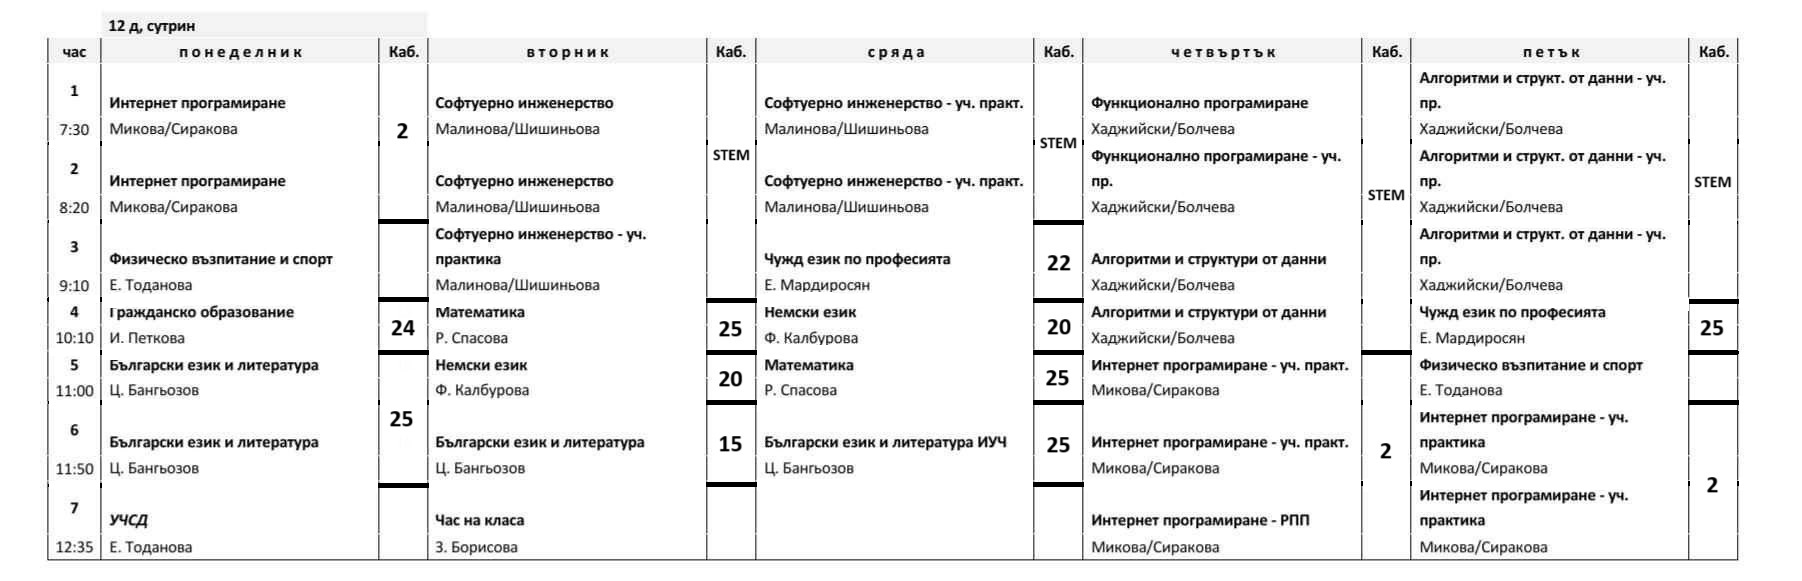 12 д, сутрин
час понеделник Каб. вторник Каб. сряда Каб. четвъртък Каб. петък Каб.
Алгоритми и структ. от данни - уч.
1
Интернет програмиране Софтуерно инженерство Софтуерно инженерство - уч. практ. Функционално програмиране пр.
7:30 Микова/Сиракова 2 Малинова/Шишиньова Малинова/Шишиньова Хаджийски/Болчева Хаджийски/Болчева
STEM STEM Функционално програмиране - уч. Алгоритми и структ. от данни - уч.
2
Интернет програмиране Софтуерно инженерство Софтуерно инженерство - уч. практ. пр. STEM пр. STEM
8:20 Микова/Сиракова Малинова/Шишиньова Малинова/Шишиньова Хаджийски/Болчева Хаджийски/Болчева
Софтуерно инженерство - уч. Алгоритми и структ. от данни - уч.
3
Физическо възпитание и спорт практика Чужд език по професията 22 Алгоритми и структури от данни пр.
9:10 Е. Тоданова Малинова/Шишиньова Е. Мардиросян Хаджийски/Болчева Хаджийски/Болчева
4 Гражданско образование Математика Немски език Алгоритми и структури от данни Чужд език по професията
24 25 20 25
10:10 И. Петкова Р. Спасова Ф. Калбурова Хаджийски/Болчева Е. Мардиросян
5 Български език и литература Немски език Математика Интернет програмиране - уч. практ. Физическо възпитание и спорт
20 25
11:00 Ц. Бангьозов Ф. Калбурова Р. Спасова Микова/Сиракова Е. Тоданова
25 Интернет програмиране - уч.
6
Български език и литература Български език и литература 15 Български език и литература ИУЧ 25 Интернет програмиране - уч. практ. 2 практика
11:50 Ц. Бангьозов Ц. Бангьозов Ц. Бангьозов Микова/Сиракова Микова/Сиракова
2
Интернет програмиране - уч.
7
УЧСД Час на класа Интернет програмиране - РПП практика
12:35 Е. Тоданова З. Борисова Микова/Сиракова Микова/Сиракова